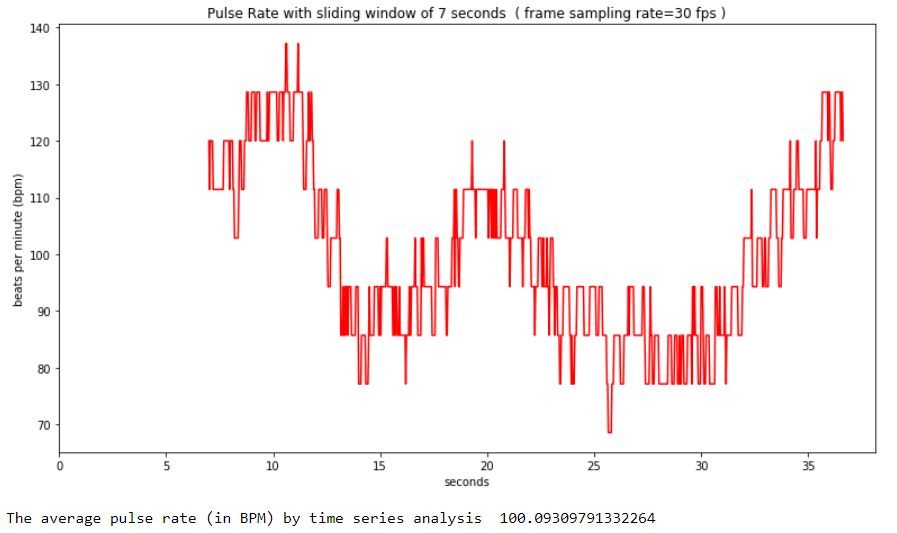 Pulse Rate with sliding window of 7 seconds  ( frame sampling rate=30 fps )
140
130
120
110
100
90
80
70
beats per minute (bpm)
0 5 10 15 20 25 30 35
seconds
The average pulse rate (in BPM) by time series analysis  100.09309791332264